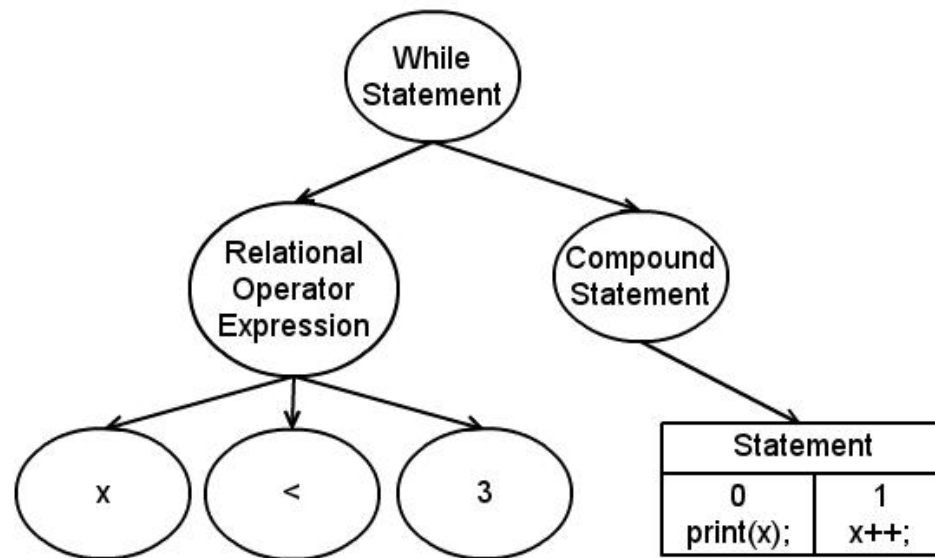 While
Statement
Relational
Operator
Expression
Compound
Statement
x
<
3
Statement
0
print(x);
1
x++;